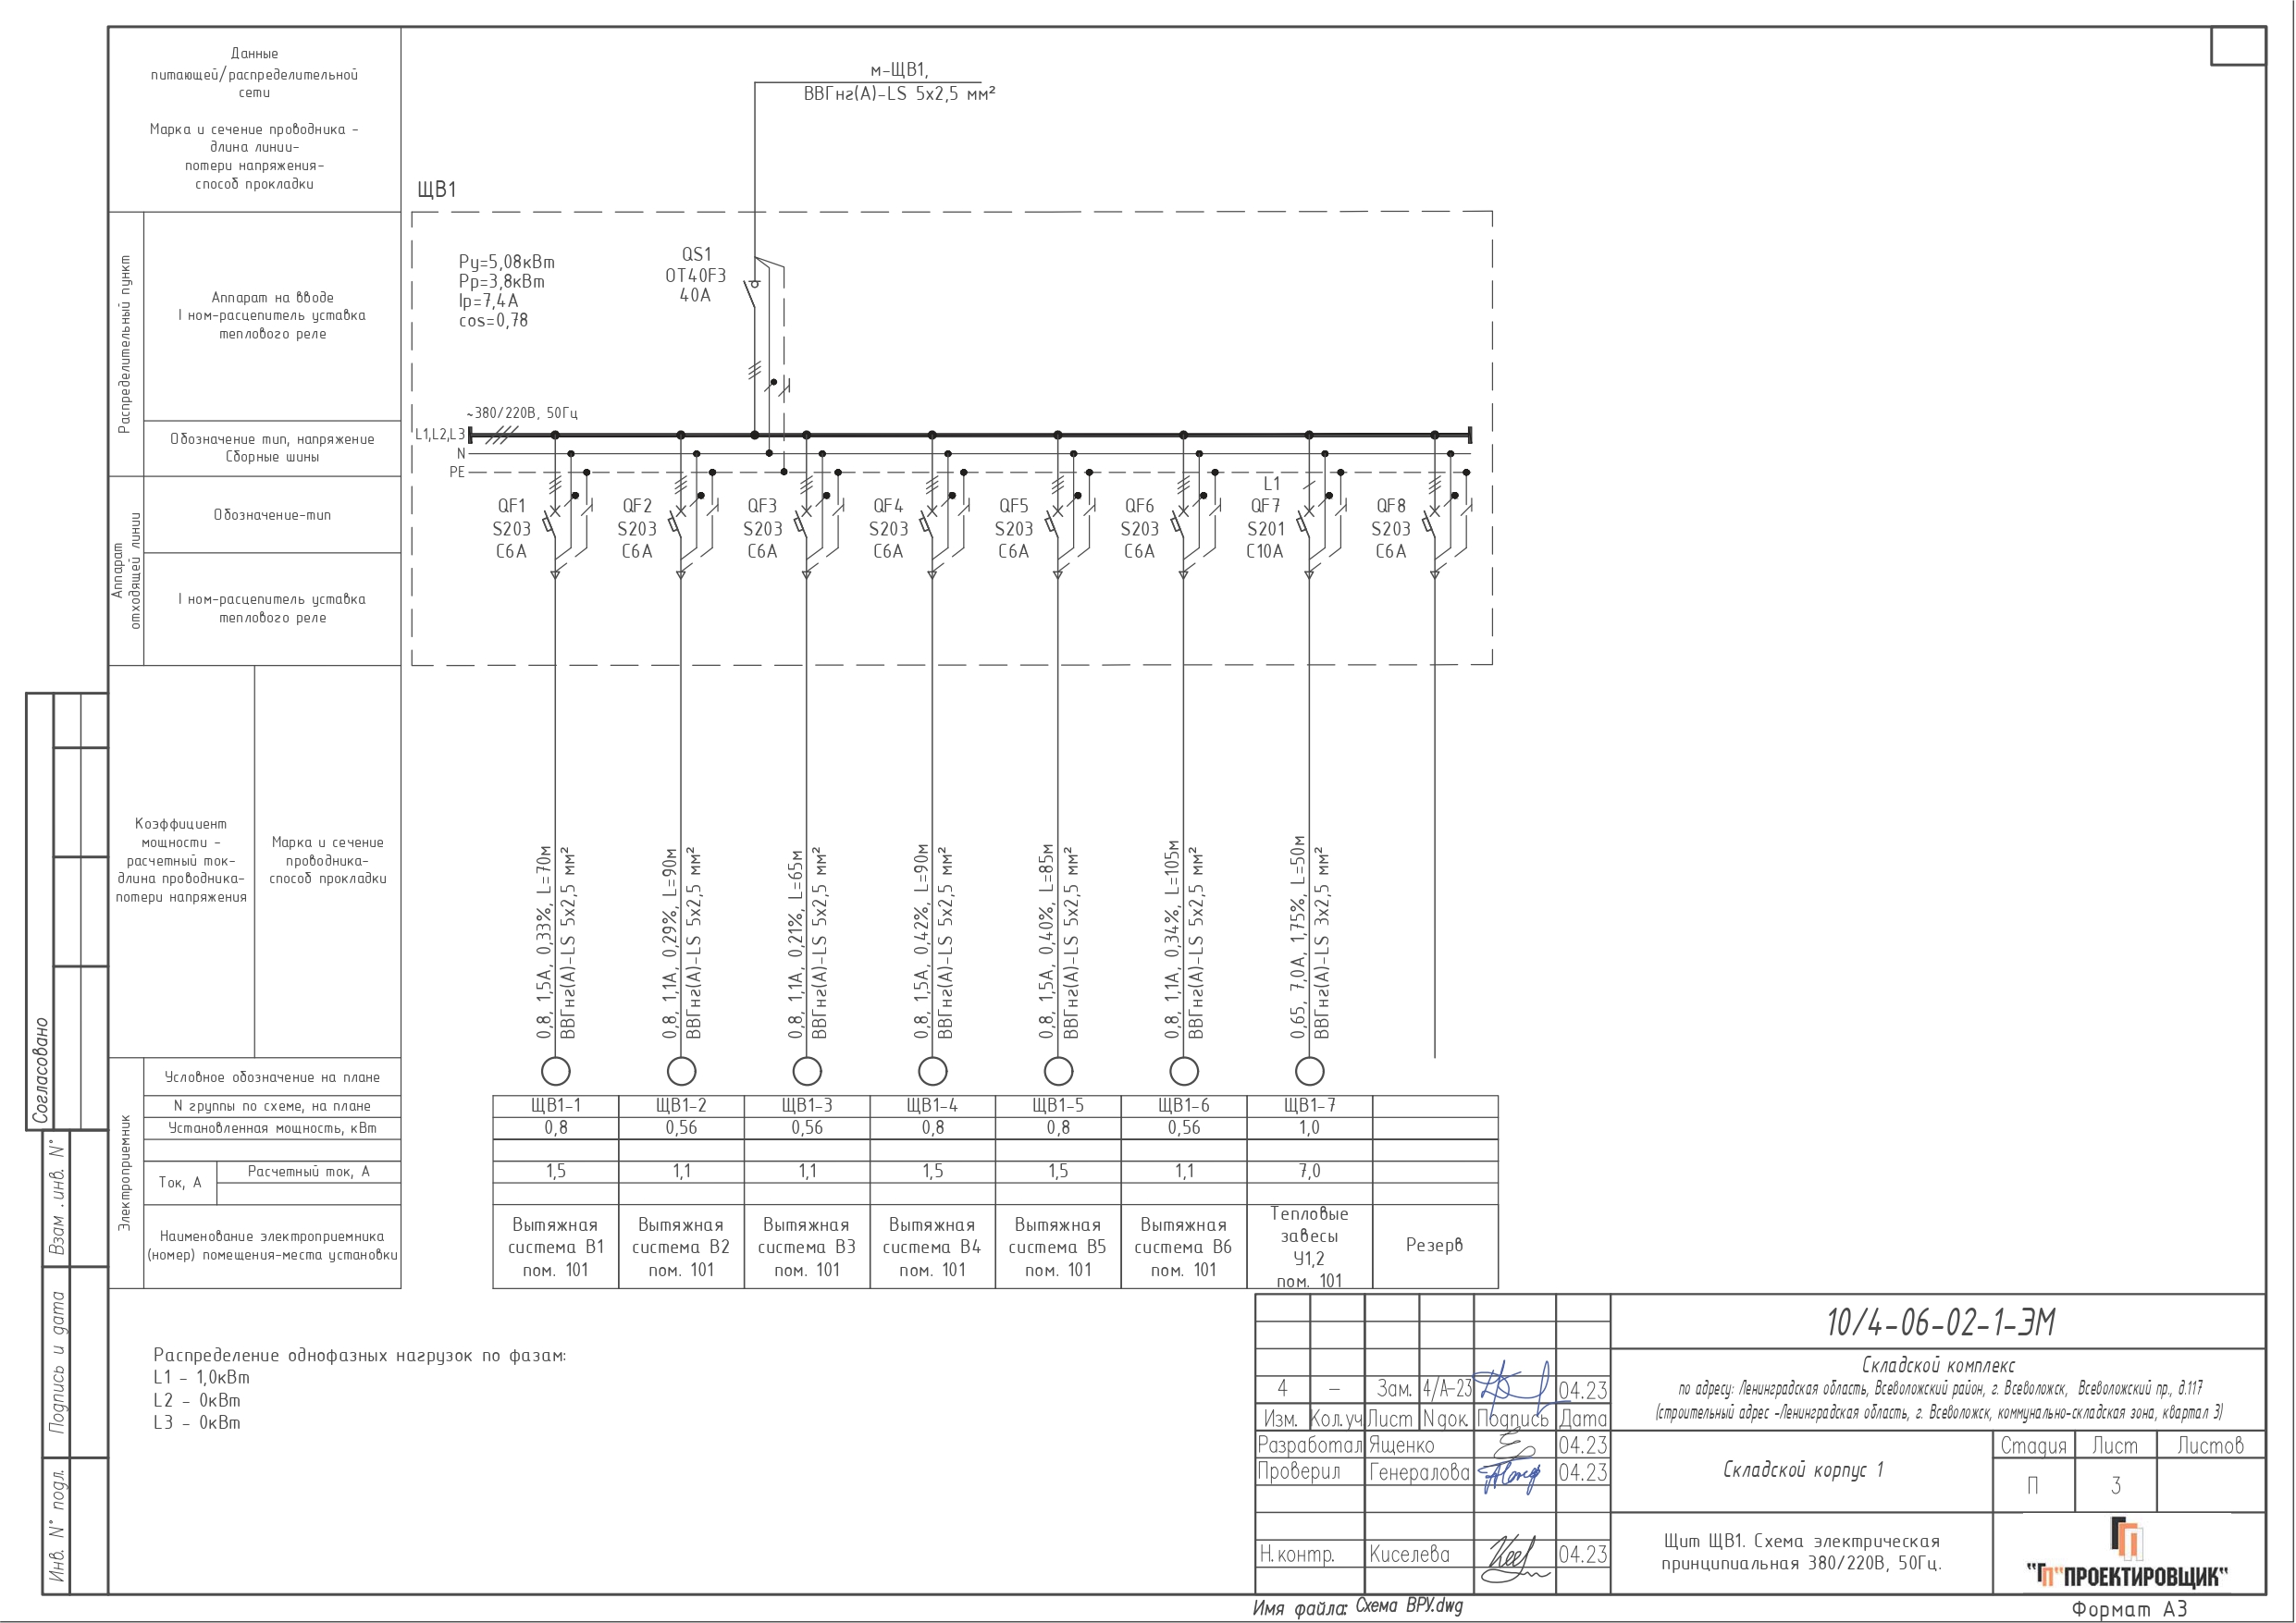 Данные
питающей/распределительной
сети
Марка и сечение проводника -
длина линии-
потери напряжения-
способ прокладки
Распределительный пункт
Аппарат на вводе
I ном-расцепитель уставка
теплового реле
Обозначение тип, напряжение
Сборные шины
Аппарат
отходящей линии
Обозначение-тип
I ном-расцепитель уставка
теплового реле
Коэффициент
мощности -
расчетный ток-
длина проводника-
потери напряжения
Марка и сечение
проводника-
способ прокладки
Электроприемник
Условное обозначение на плане
N группы по схеме, на плане
Установленная мощность, кВт
Ток, А
Расчетный ток, А
Наименование электроприемника
(номер) помещения-места установки
м-ЩВ1,
ВВГнг(А)-LS 5х2,5 мм²
ЩВ1
Ру=5,08кВт
Рр=3,8кВт
Iр=7,4А
cos=0,78
QS1
OT40F3
40А
~380/220В, 50Гц
L1,L2,L3
N
PE
L1
QF1 QF2 QF3 QF4 QF5 QF6 QF7 QF8
S203 S203 S203 S203 S203 S203 S201 S203
C6A C6A C6A C6A C6A C6A C10A C6A
0,8, 1,5А, 0,33%, L=70м
ВВГнг(А)-LS 5х2,5 мм²
0,8, 1,1А, 0,29%, L=90м
ВВГнг(А)-LS 5х2,5 мм²
0,8, 1,1А, 0,21%, L=65м
ВВГнг(А)-LS 5х2,5 мм²
0,8, 1,5А, 0,42%, L=90м
ВВГнг(А)-LS 5х2,5 мм²
0,8, 1,5А, 0,40%, L=85м
ВВГнг(А)-LS 5х2,5 мм²
0,8, 1,1А, 0,34%, L=105м
ВВГнг(А)-LS 5х2,5 мм²
0,65, 7,0А, 1,75%, L=50м
ВВГнг(А)-LS 3х2,5 мм²
ЩВ1-1 ЩВ1-2 ЩВ1-3 ЩВ1-4 ЩВ1-5 ЩВ1-6 ЩВ1-7
0,8 0,56 0,56 0,8 0,8 0,56 1,0
1,5 1,1 1,1 1,5 1,5 1,1 7,0
Вытяжная
система В1
пом. 101
Вытяжная
система В2
пом. 101
Вытяжная
система В3
пом. 101
Вытяжная
система В4
пом. 101
Вытяжная
система В5
пом. 101
Вытяжная
система В6
пом. 101
Тепловые
завесы
У1,2
пом. 101
Резерв
Распределение однофазных нагрузок по фазам:
L1 - 1,0кВт
L2 - 0кВт
L3 - 0кВт
Согласовано
Взам . инв. N°
Подпись и дата
Инв. N° подл.
4 - Зам. 4/А-23 04.23
Изм. Кол.уч Лист Nдок. Подпись Дата
Разработал Ященко 04.23
Проверил Генералова 04.23
Н.контр. Киселева 04.23
10/4-06-02-1-ЭМ
Складской комплекс
по адресу: Ленинградская область, Всеволожский район, г. Всеволожск, Всеволожский пр., д.117
(строительный адрес -Ленинградская область, г. Всеволожск, коммунально-складская зона, квартал 3)
Складской корпус 1
Стадия Лист Листов
П 3
Щит ЩВ1. Схема электрическая
принципиальная 380/220В, 50Гц.
"ГП"ПРОЕКТИРОВЩИК"
Имя файла: Схема ВРУ.dwg
Формат А3